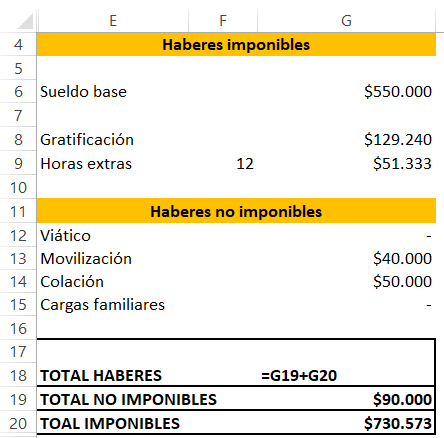 E F G
4 Haberes imponibles
5
6 Sueldo base $550.000
7
8 Gratificación $129.240
9 Horas extras 12 $51.333
10
11 Haberes no imponibles
12 Viático -
13 Movilización $40.000
14 Colación $50.000
15 Cargas familiares -
16
17
18 TOTAL HABERES =G19+G20
19 TOTAL NO IMPONIBLES $90.000
20 TOAL IMPONIBLES $730.573